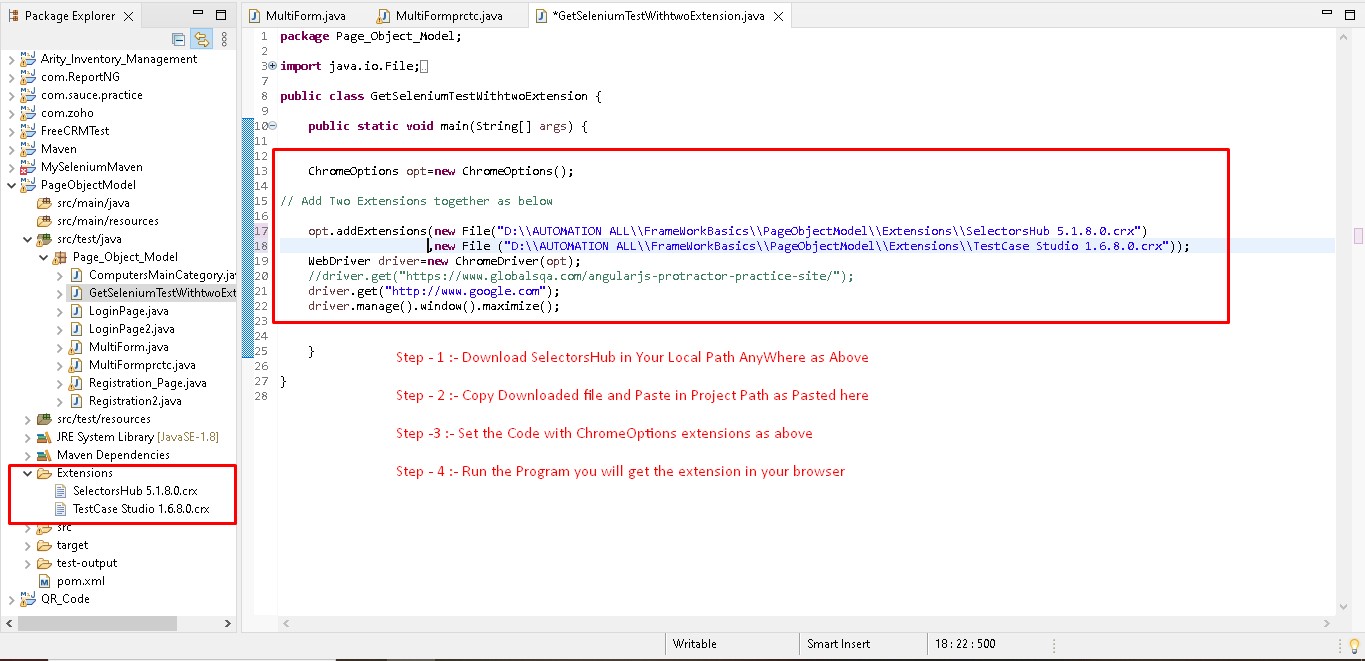 Package Explorer
MultiForm.java
MultiFormprctc.java
*GetSeleniumTestWithtwoExtension.java
Arity_Inventory_Management
com.ReportNG
com.sauce.practice
com.zoho
FreeCRMTest
Maven
MySeleniumMaven
PageObjectModel
src/main/java
src/main/resources
src/test/java
Page_Object_Model
ComputersMainCategory.ja
GetSeleniumTestWithtwoExt
LoginPage.java
LoginPage2.java
MultiForm.java
MultiFormprctc.java
Registration_Page.java
Registration2.java
src/test/resources
JRE System Library [JavaSE-1.8]
Maven Dependencies
Extensions
SelectorsHub 5.1.8.0.crx
TestCase Studio 1.6.8.0.crx
src
target
test-output
pom.xml
QR_Code
1 package Page_Object_Model;
2
3 import java.io.File;
7
8 public class GetSeleniumTestWithtwoExtension {
9
10 public static void main(String[] args) {
11
12
13 ChromeOptions opt=new ChromeOptions();
14
15 // Add Two Extensions together as below
16
17 opt.addExtensions(new File("D:\\AUTOMATION ALL\\FrameWorkBasics\\PageObjectModel\\Extensions\\SelectorsHub 5.1.8.0.crx")
18 ,new File ("D:\\AUTOMATION ALL\\FrameWorkBasics\\PageObjectModel\\Extensions\\TestCase Studio 1.6.8.0.crx"));
19 WebDriver driver=new ChromeDriver(opt);
20 //driver.get("https://www.globalsqa.com/angularjs-protractor-practice-site/");
21 driver.get("http://www.google.com");
22 driver.manage().window().maximize();
23
24
25 }
26
27 }
28
Step - 1 :- Download SelectorsHub in Your Local Path AnyWhere as Above
Step - 2 :- Copy Downloaded file and Paste in Project Path as Pasted here
Step -3 :- Set the Code with ChromeOptions extensions as above
Step - 4 :- Run the Program you will get the extension in your browser
Writable
Smart Insert
18 : 22 : 500